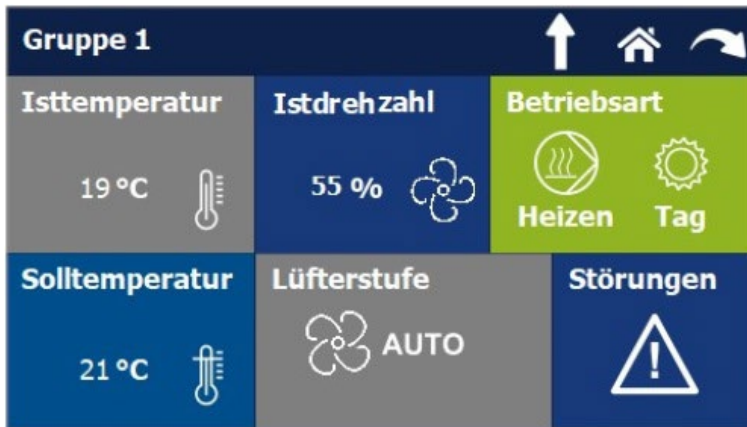 Gruppe 1
Isttemperatur
19 °C
Istdrehzahl
55 %
Betriebsart
Heizen
Tag
Solltemperatur
21 °C
Lüfterstufe
AUTO
Störungen
!